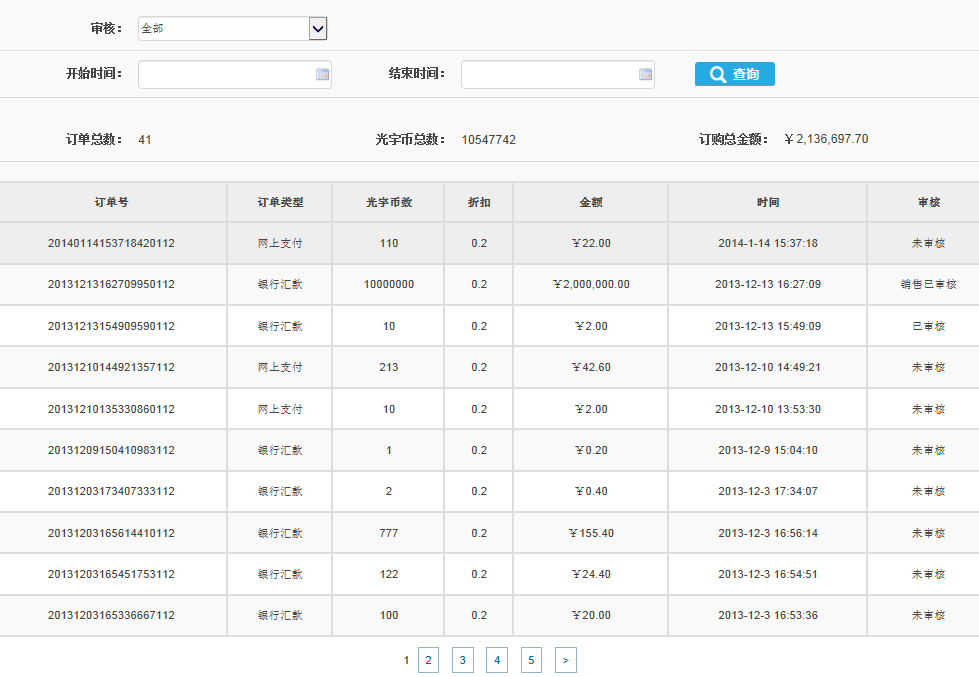 审核： 全部
开始时间： 结束时间： 查询
订单总数： 41 光宇币总数： 10547742 订购总金额： ￥2,136,697.70
订单号 订单类型 光宇币数 折扣 金额 时间 审核
20140114153718420112 网上支付 110 0.2 ￥22.00 2014-1-14 15:37:18 未审核
20131213162709950112 银行汇款 10000000 0.2 ￥2,000,000.00 2013-12-13 16:27:09 销售已审核
20131213154909590112 银行汇款 10 0.2 ￥2.00 2013-12-13 15:49:09 已审核
20131210144921357112 网上支付 213 0.2 ￥42.60 2013-12-10 14:49:21 未审核
20131210135330860112 网上支付 10 0.2 ￥2.00 2013-12-10 13:53:30 未审核
20131209150410983112 银行汇款 1 0.2 ￥0.20 2013-12-9 15:04:10 未审核
20131203173407333112 银行汇款 2 0.2 ￥0.40 2013-12-3 17:34:07 未审核
20131203165614410112 银行汇款 777 0.2 ￥155.40 2013-12-3 16:56:14 未审核
20131203165451753112 银行汇款 122 0.2 ￥24.40 2013-12-3 16:54:51 未审核
20131203165336667112 银行汇款 100 0.2 ￥20.00 2013-12-3 16:53:36 未审核
1 2 3 4 5 >